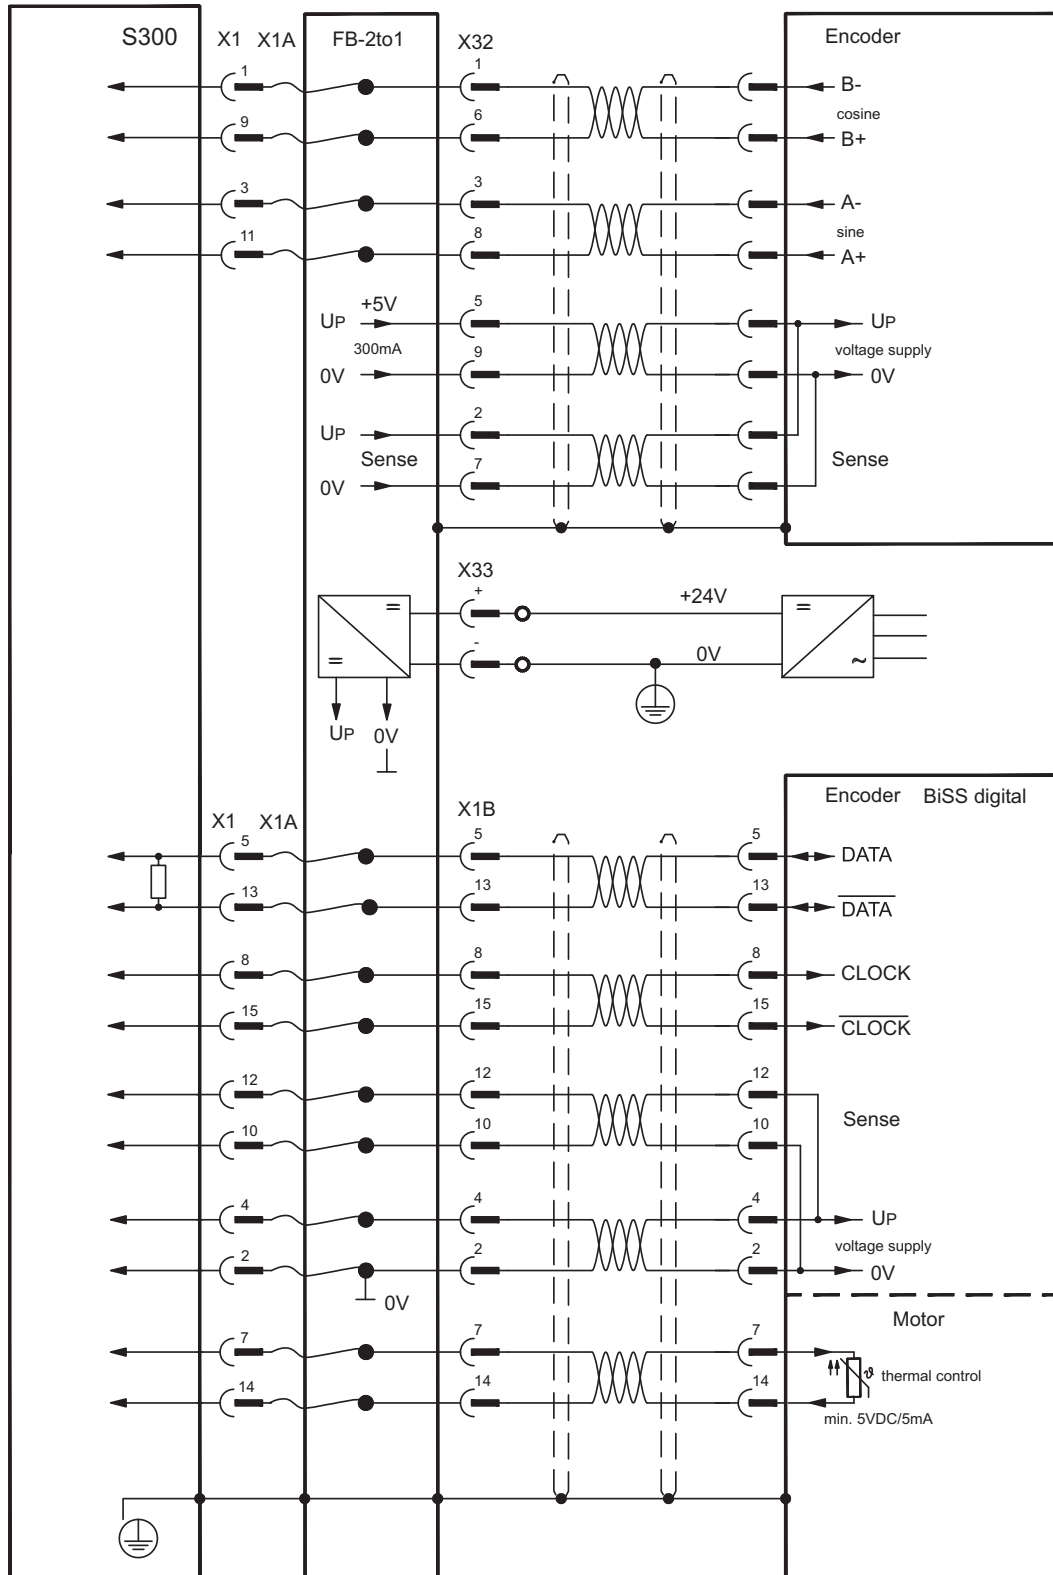 S300 X1 X1A FB-2to1 X32 Encoder
1 1 B-
cosine
9 6 B+
3 3 A-
sine
11 8 A+
UP +5V 5 UP
300mA voltage supply
0V 9 0V
UP 2
Sense Sense
0V 7
X33
+ +24V =
= - 0V ~
=
UP 0V
Encoder BiSS digital
X1 X1A X1B
5 5 5 DATA
13 13 13 DATA
8 8 8 CLOCK
15 15 15 CLOCK
12 12 12
Sense
10 10 10
4 4 4 UP
voltage supply
2 2 2 0V
0V
Motor
7 7 7
ϑ thermal control
14 14 14
min. 5VDC/5mA